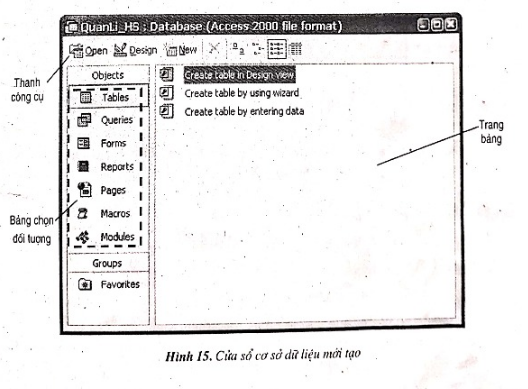 QuanLi_HS : Database (Access 2000 file format)
Open Design New
Thanh
công cụ
Objects
Tables
Queries
Forms
Reports
Pages
Macros
Modules
Groups
Favorites
Create table in Design view
Create table by using wizard
Create table by entering data
Trang
bảng
Bảng chọn
đối tượng
Hình 15. Cửa sổ cơ sở dữ liệu mới tạo